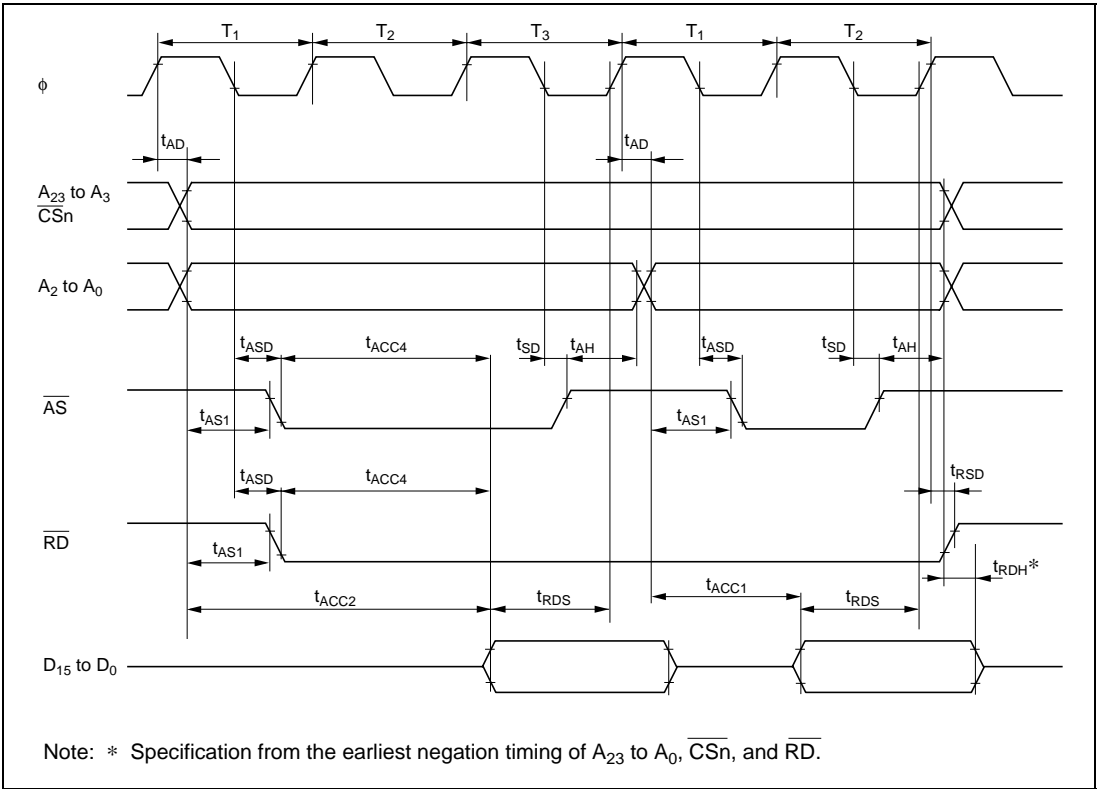 T1 T2 T3 T1 T2
ϕ
tAD tAD
A23 to A3
CSn
A2 to A0
tASD tACC4 tSD tAH tASD tSD tAH
AS
tAS1 tAS1
tASD tACC4 tRSD
RD
tAS1 tRDH*
tACC2 tRDS tACC1 tRDS
D15 to D0
Note: * Specification from the earliest negation timing of A23 to A0, CSn, and RD.